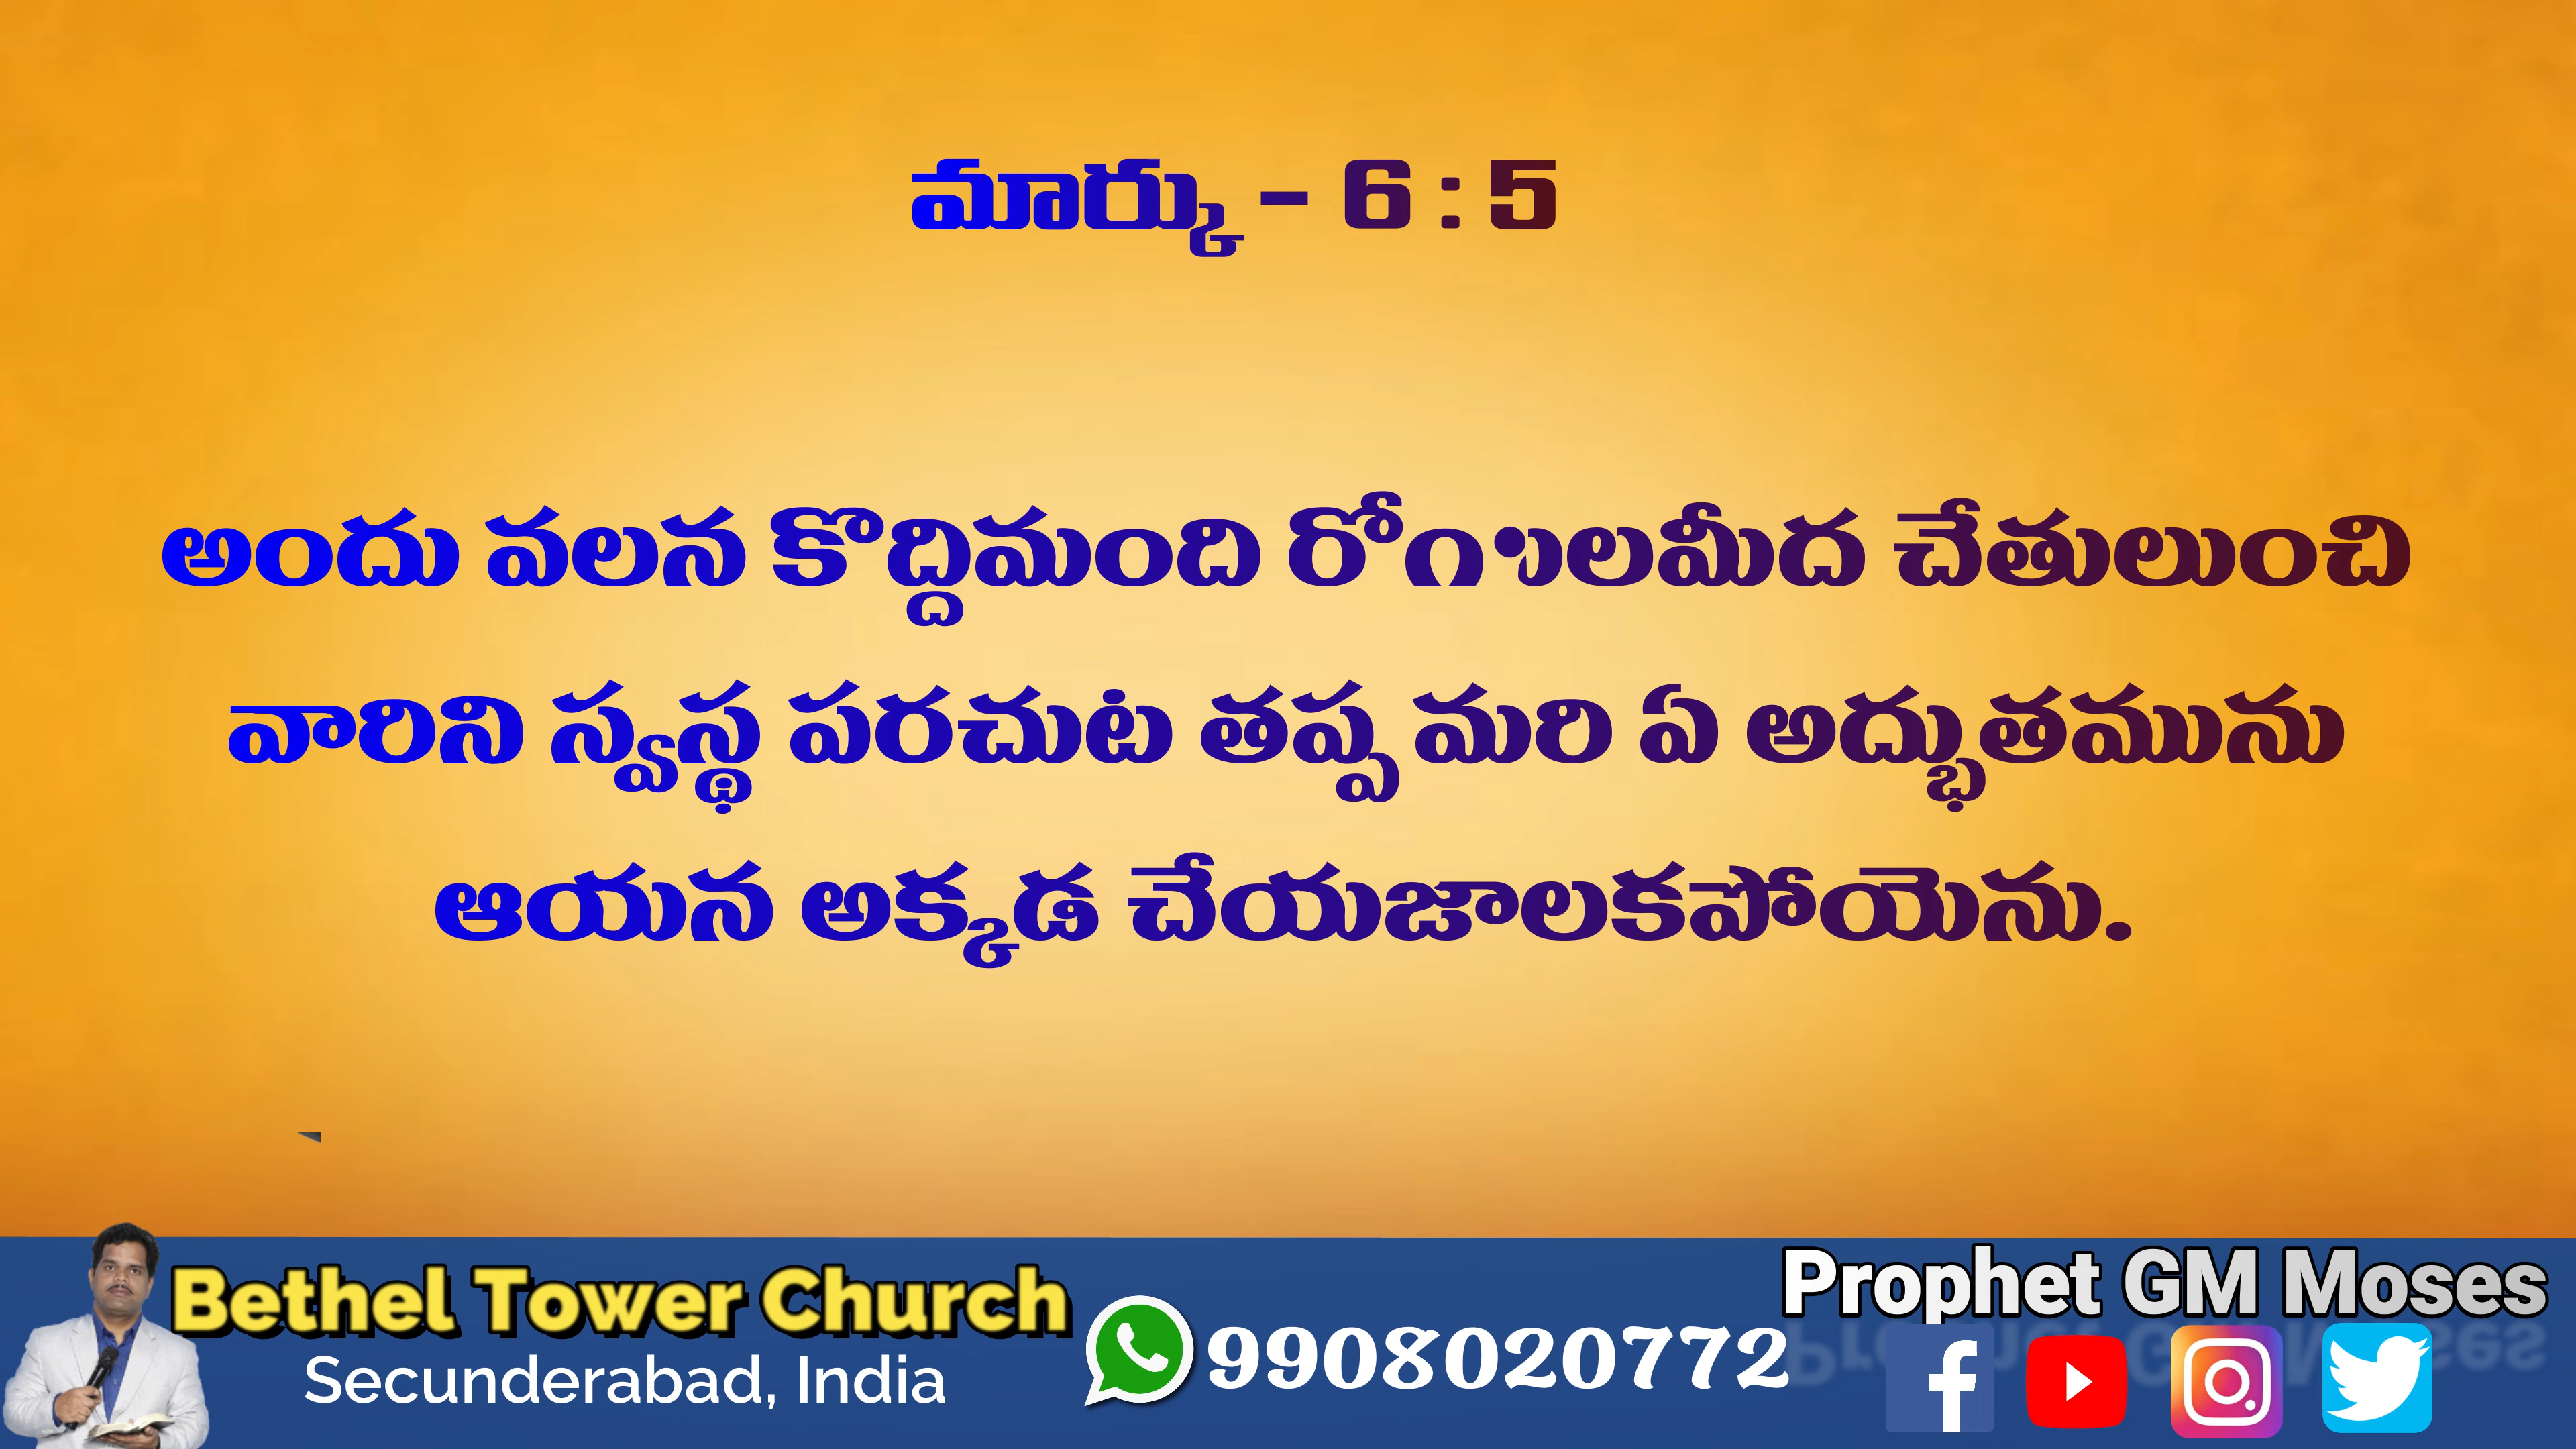 మార్కు - 6 : 5
అందు వలన కొద్దిమంది రోగులమీద చేతులుంచి
వారిని స్వస్థ పరచుట తప్ప మరి ఏ అద్భుతమును
ఆయన అక్కడ చేయజాలకపోయెను.
Bethel Tower Church
Secunderabad, India
9908020772
Prophet GM Moses